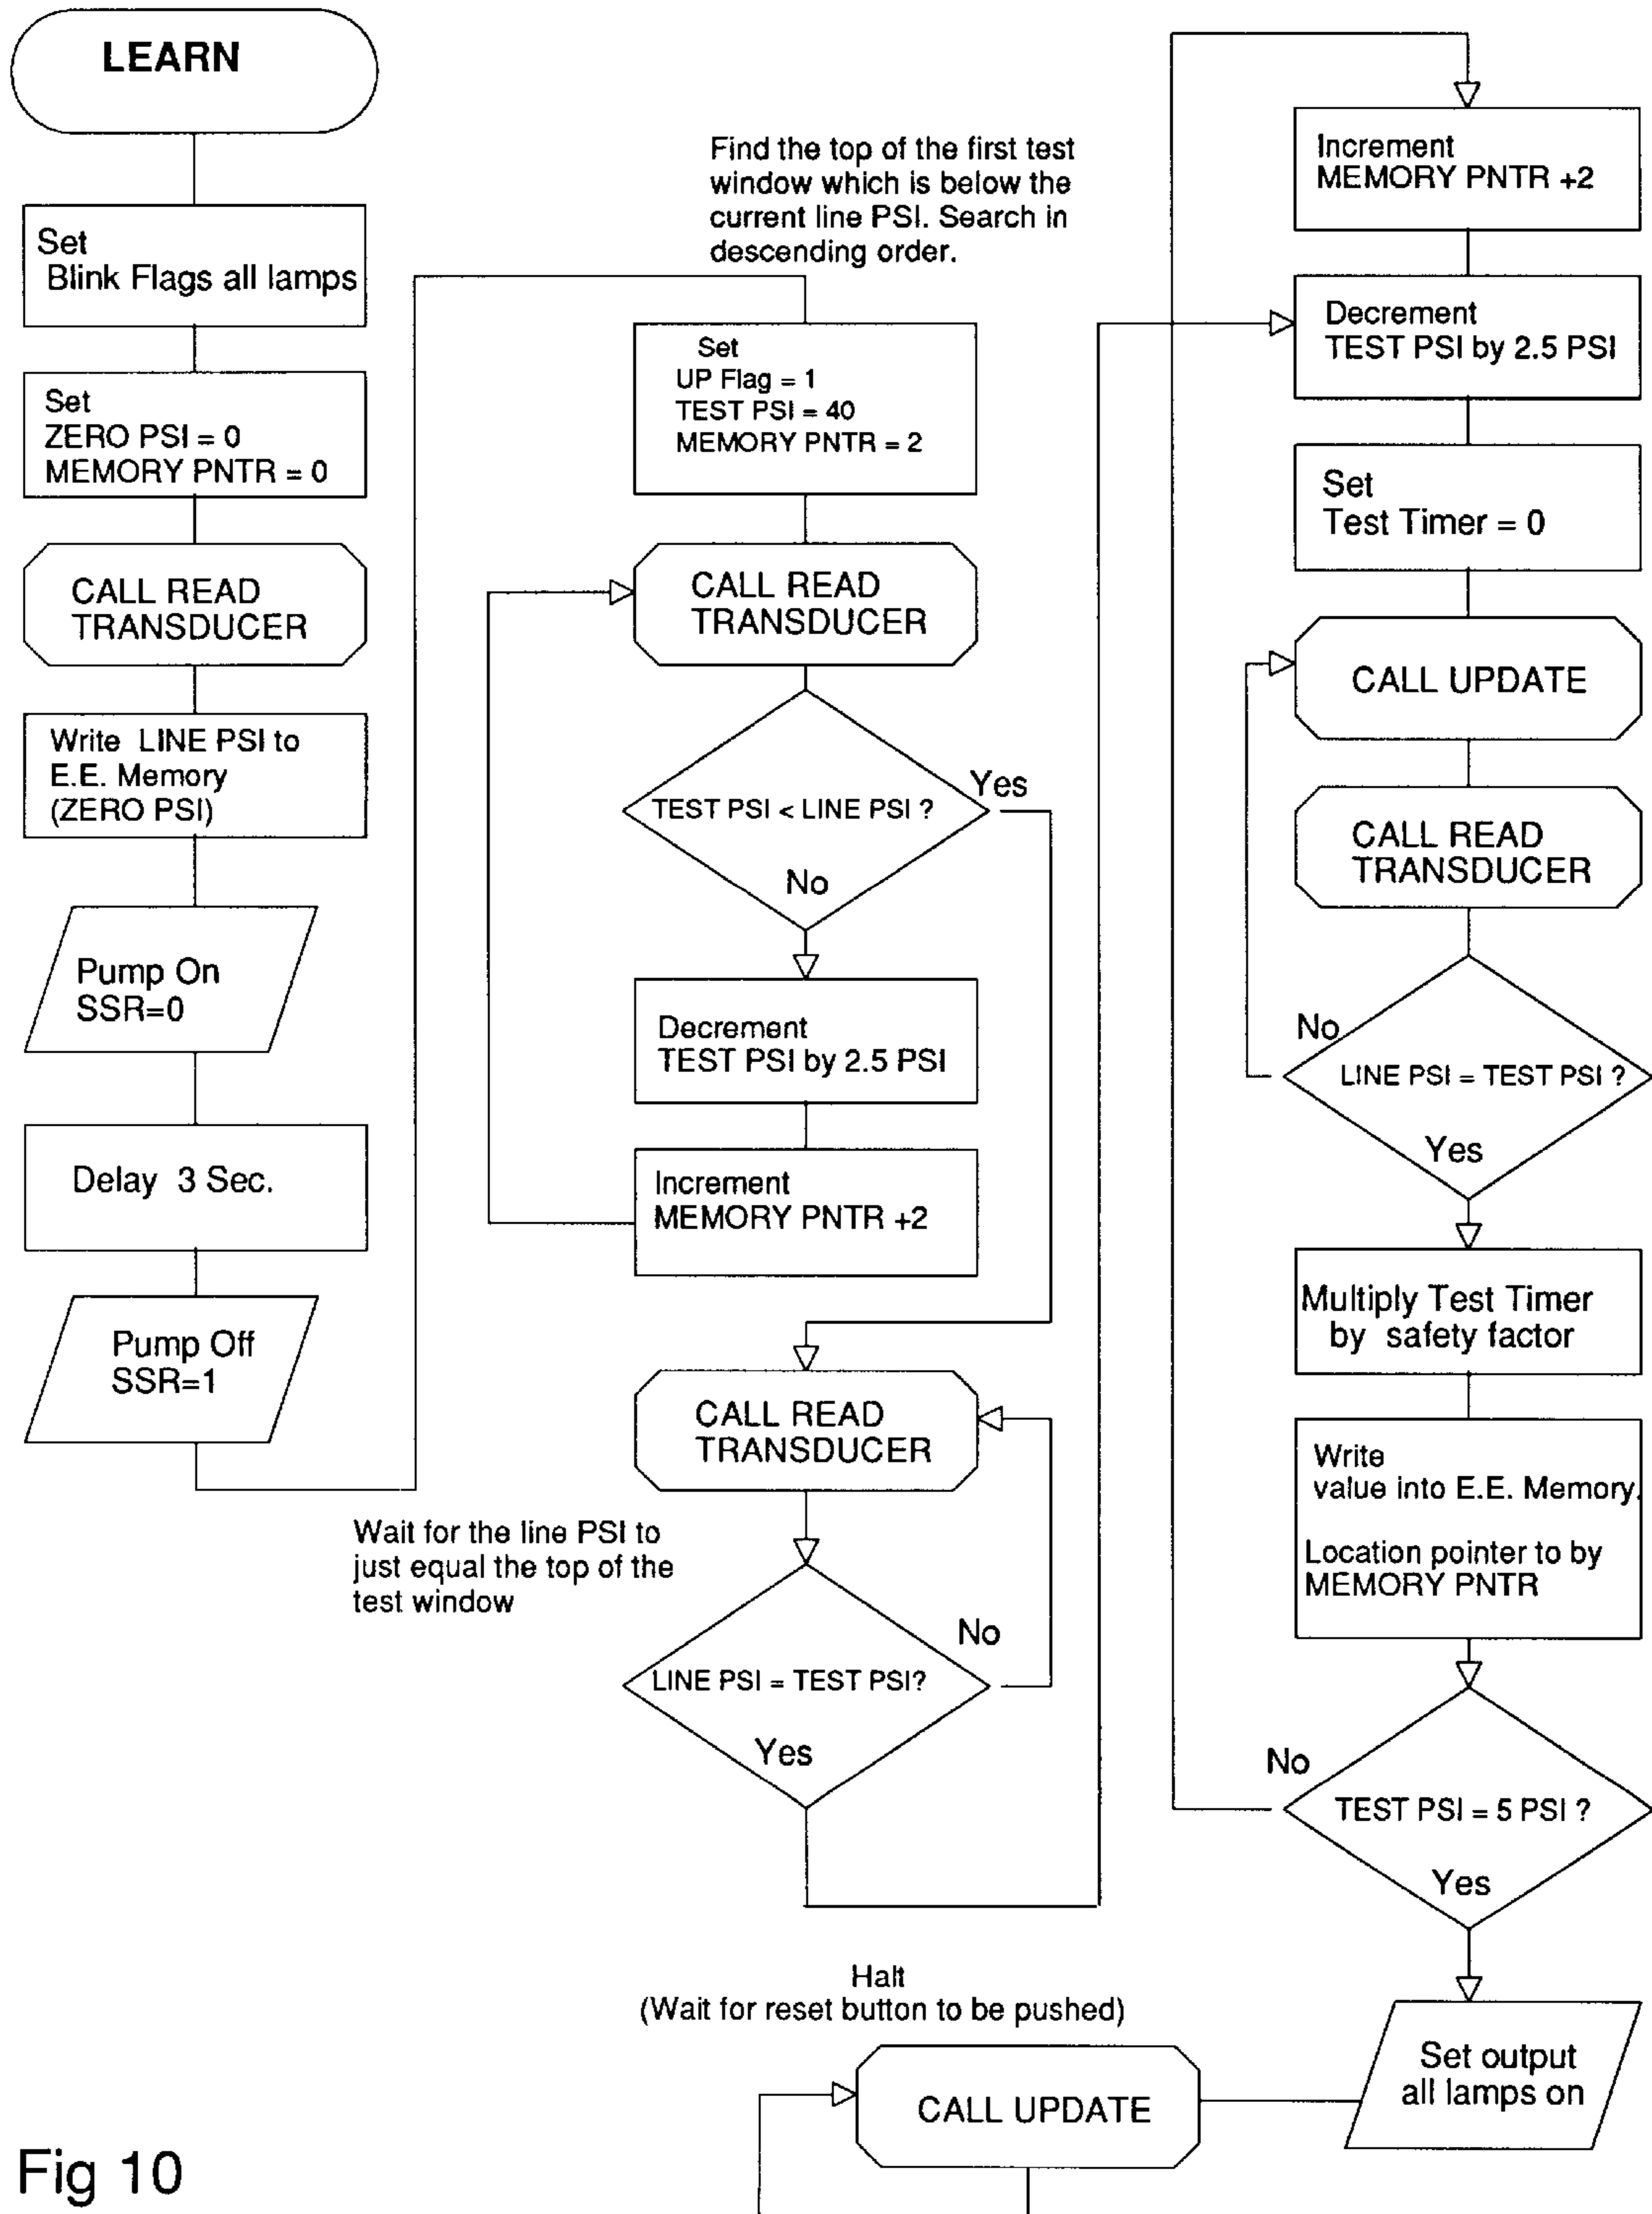 LEARN
Set
Blink Flags all lamps
Set
ZERO PSI = 0
MEMORY PNTR = 0
CALL READ
TRANSDUCER
Write LINE PSI to
E.E. Memory
(ZERO PSI)
Pump On
SSR=0
Delay 3 Sec.
Pump Off
SSR=1
Find the top of the first test
window which is below the
current line PSI. Search in
descending order.
Set
UP Flag = 1
TEST PSI = 40
MEMORY PNTR = 2
CALL READ
TRANSDUCER
TEST PSI < LINE PSI ?
Yes
No
Decrement
TEST PSI by 2.5 PSI
Increment
MEMORY PNTR +2
CALL READ
TRANSDUCER
Wait for the line PSI to
just equal the top of the
test window
LINE PSI = TEST PSI?
No
Yes
Increment
MEMORY PNTR +2
Decrement
TEST PSI by 2.5 PSI
Set
Test Timer = 0
CALL UPDATE
CALL READ
TRANSDUCER
No
LINE PSI = TEST PSI ?
Yes
Multiply Test Timer
by safety factor
Write
value into E.E. Memory.
Location pointer to by
MEMORY PNTR
No
TEST PSI = 5 PSI ?
Yes
Set output
all lamps on
Halt
(Wait for reset button to be pushed)
CALL UPDATE
Fig 10